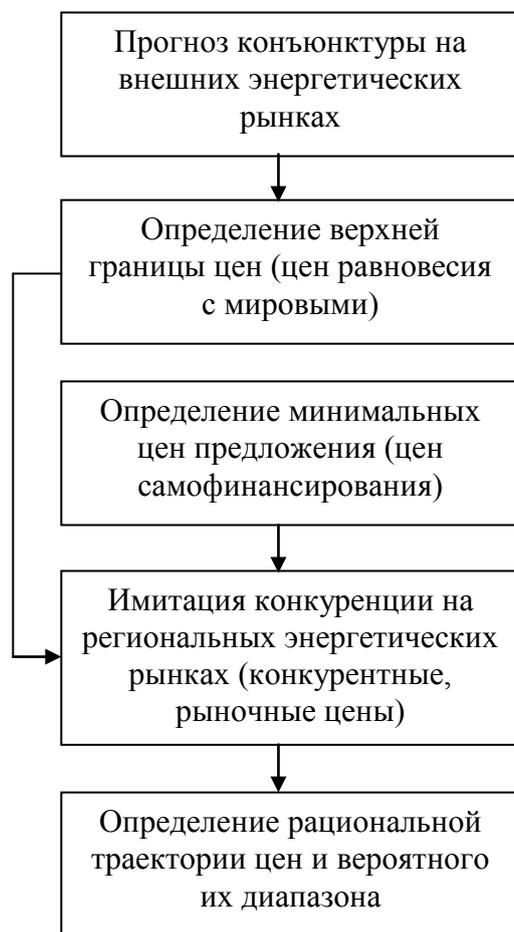 Прогноз конъюнктуры на
внешних энергетических
рынках
Определение верхней
границы цен (цен равновесия
с мировыми)
Определение минимальных
цен предложения (цен
самофинансирования)
Имитация конкуренции на
региональных энергетических
рынках (конкурентные,
рыночные цены)
Определение рациональной
траектории цен и вероятного
их диапазона